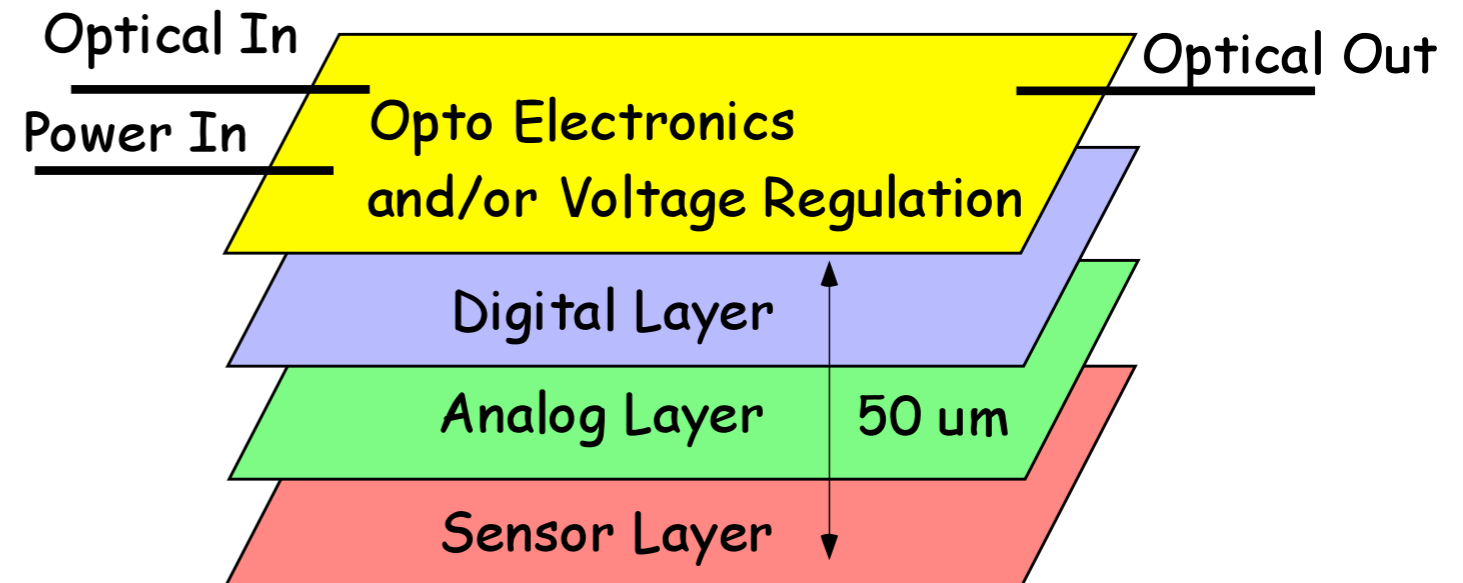 Optical In
Optical Out
Power In
Opto Electronics
and/or Voltage Regulation
Digital Layer
Analog Layer
50 um
Sensor Layer